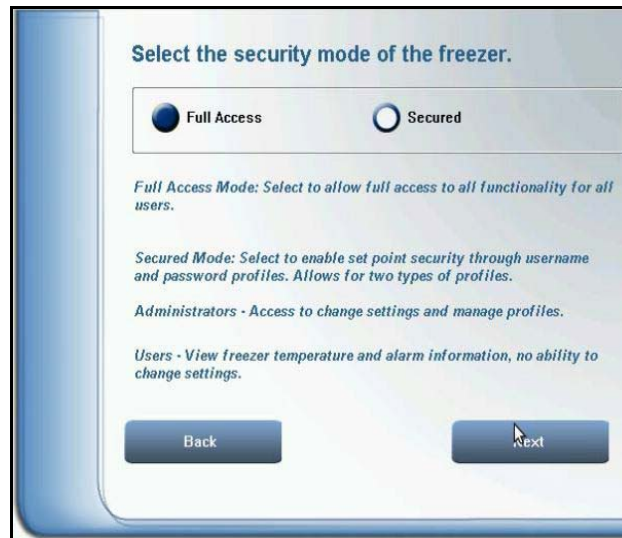 Select the security mode of the freezer.
Full Access Secured
Full Access Mode: Select to allow full access to all functionality for all
users.
Secured Mode: Select to enable set point security through username
and password profiles. Allows for two types of profiles.
Administrators - Access to change settings and manage profiles.
Users - View freezer temperature and alarm information, no ability to
change settings.
Back Next